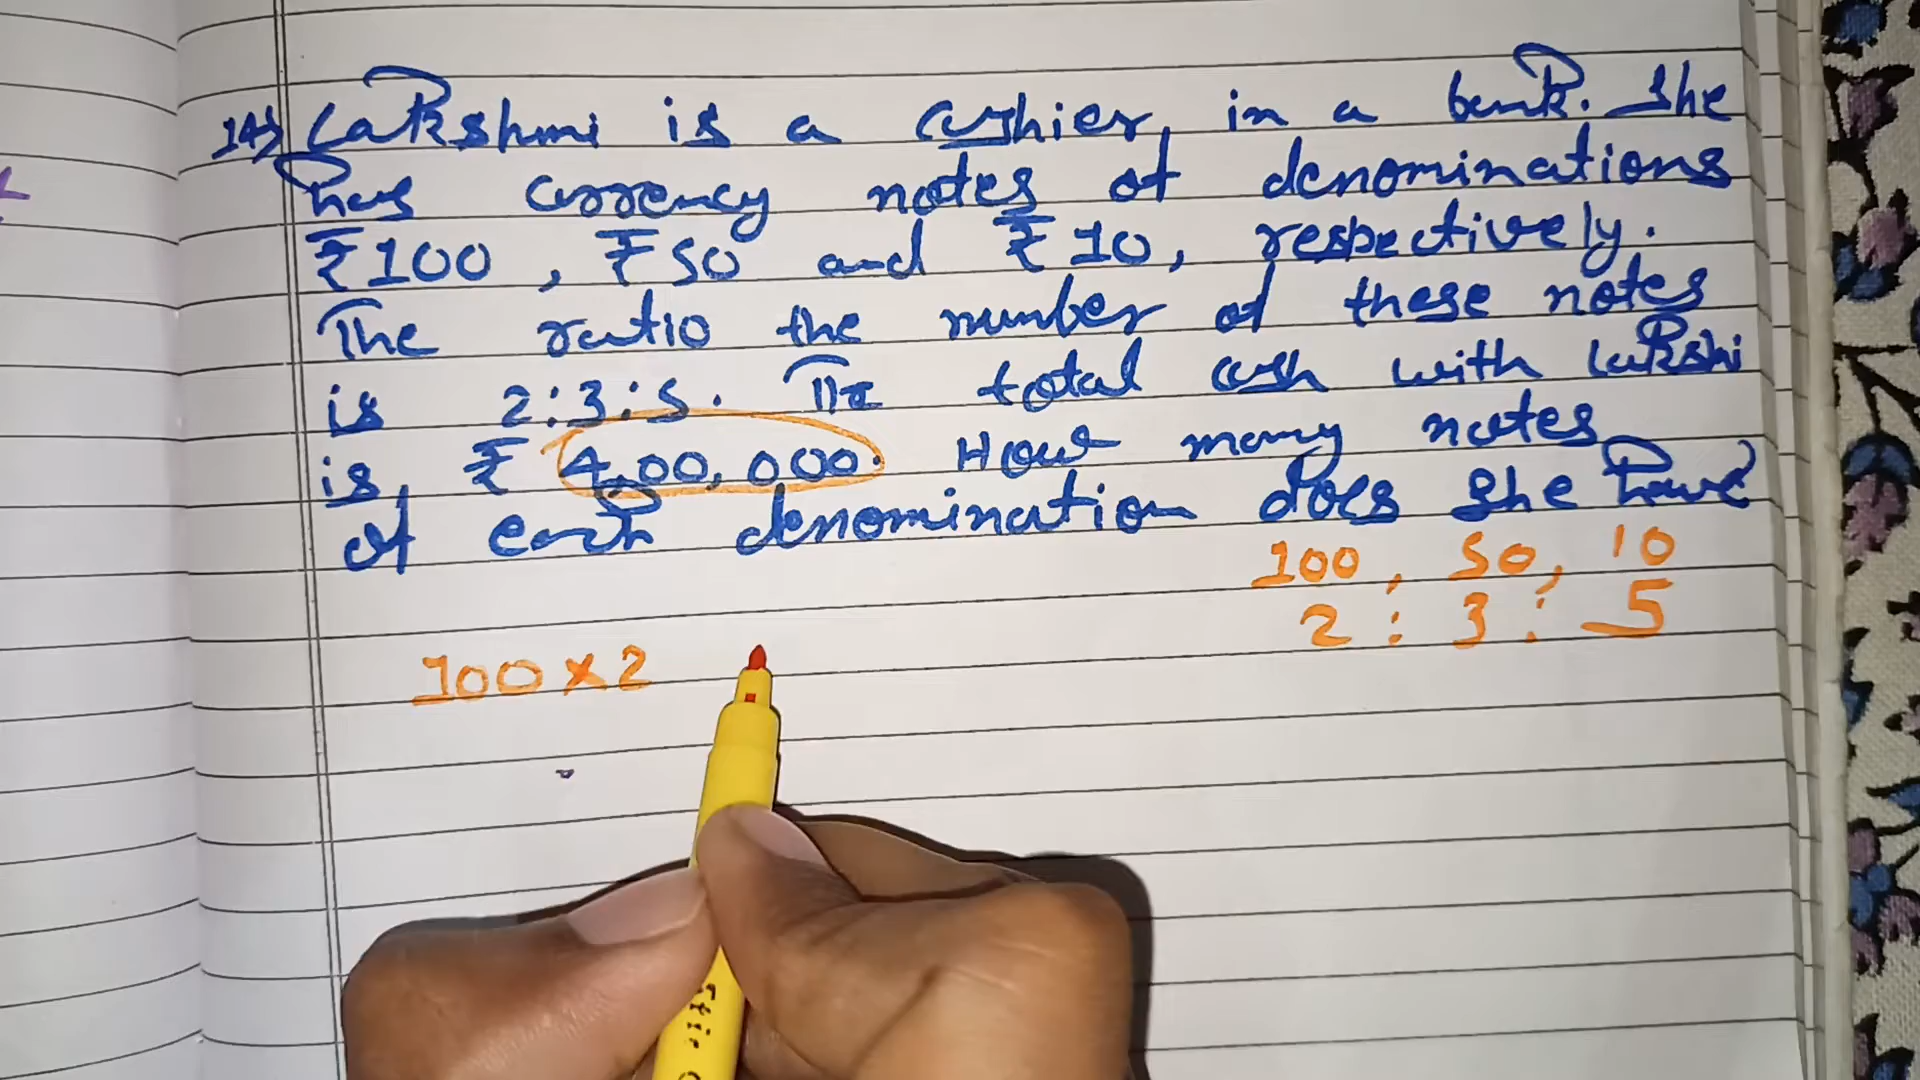 14) Lakshmi is a cashier in a bank. She
has currency notes of denominations
₹100, ₹50 and ₹10, respectively.
The ratio the number of these notes
is 2:3:5. The total cash with Lakshi
is, ₹ 4,00,000. How many notes
of each denomination does she have
100, 50, 10
2 : 3 : 5
100 × 2